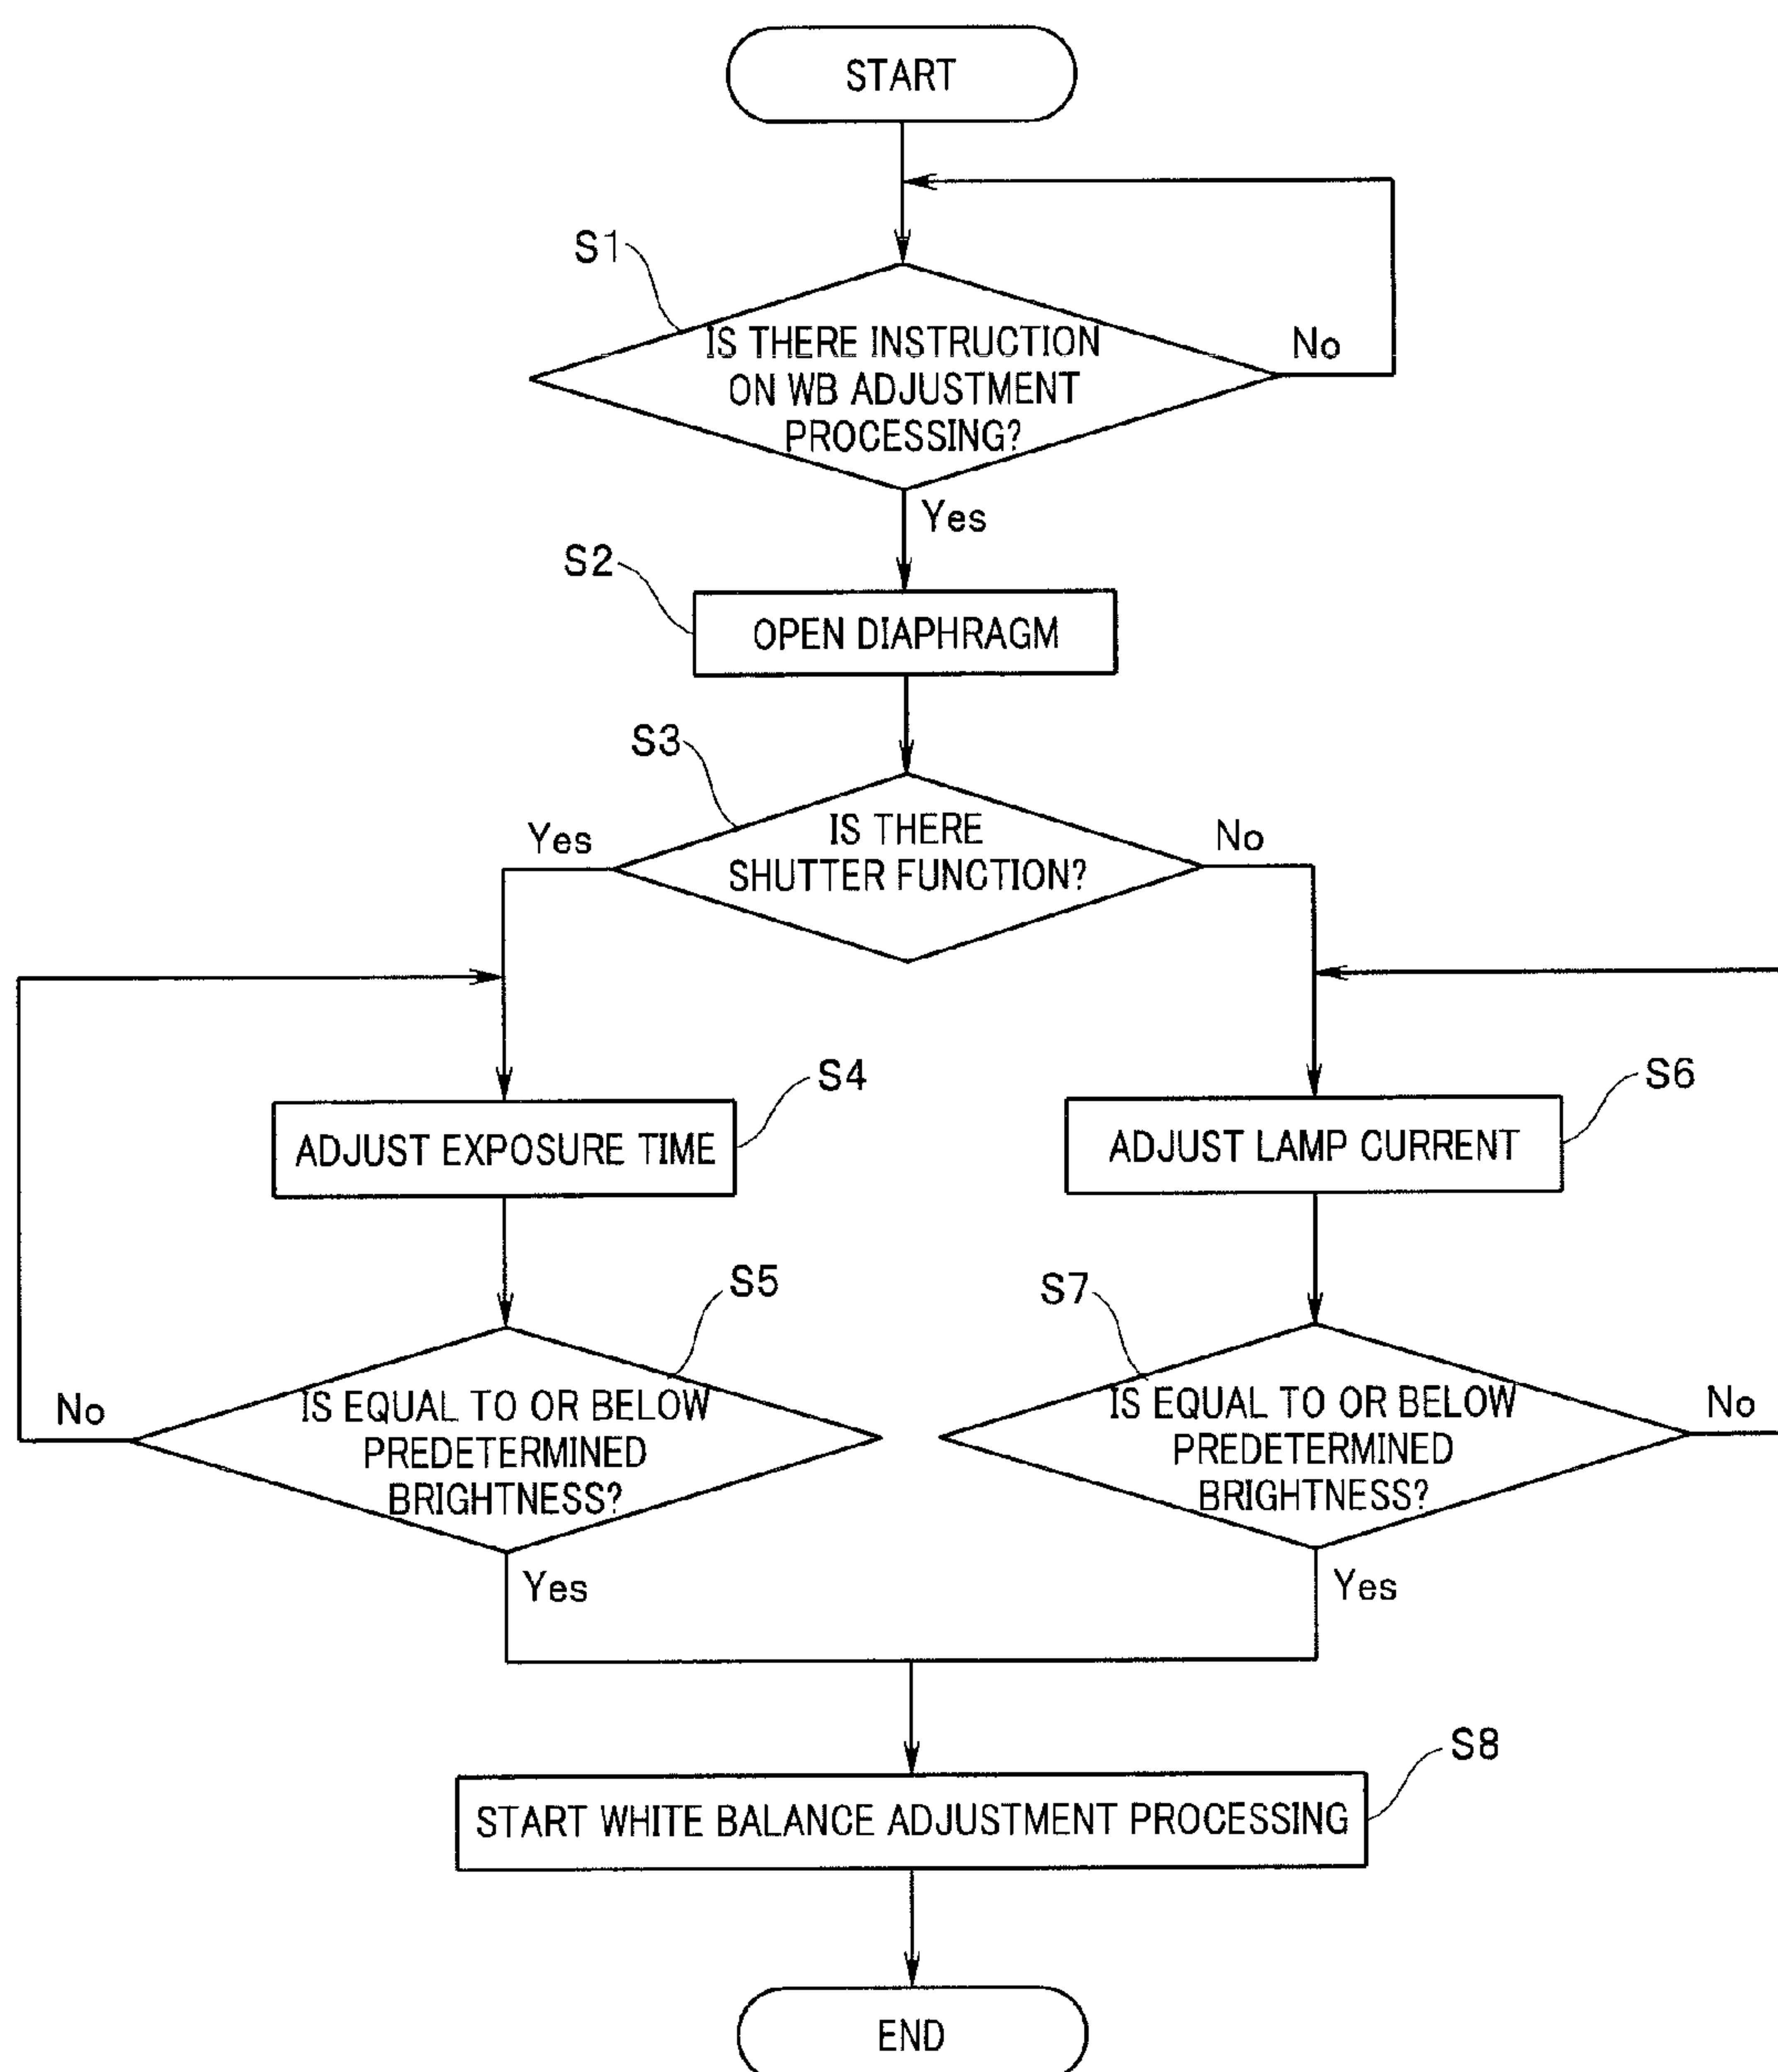 START
S1
IS THERE INSTRUCTION
ON WB ADJUSTMENT
PROCESSING?
No
Yes
S2
OPEN DIAPHRAGM
S3
IS THERE
SHUTTER FUNCTION?
Yes
No
S4
ADJUST EXPOSURE TIME
S6
ADJUST LAMP CURRENT
S5
IS EQUAL TO OR BELOW
PREDETERMINED
BRIGHTNESS?
No
Yes
S7
IS EQUAL TO OR BELOW
PREDETERMINED
BRIGHTNESS?
No
Yes
S8
START WHITE BALANCE ADJUSTMENT PROCESSING
END